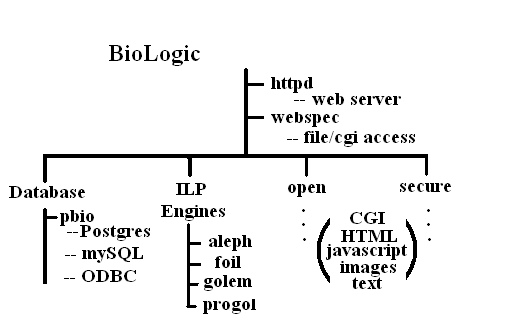 BioLogic
httpd
-- web server
webspec
-- file/cgi access
Database
pbio
--Postgres
-- mySQL
-- ODBC
ILP
Engines
aleph
foil
golem
progol
open
secure
CGI
HTML
javascript
images
text